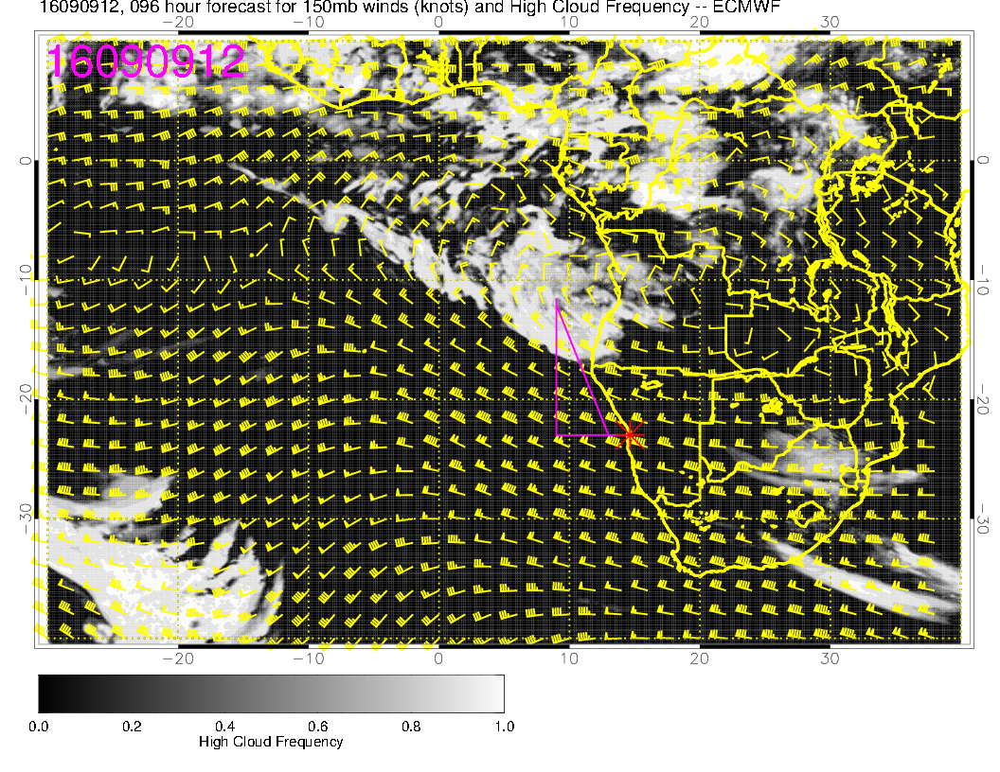 16090912, 096 hour forecast for 150mb winds (knots) and High Cloud Frequency -- ECMWF
−20 −10 0 10 20 30
16090912
0 0
−10 −10
−20 −20
−30 −30
−20 −10 0 10 20 30
0.0 0.2 0.4 0.6 0.8 1.0
High Cloud Frequency